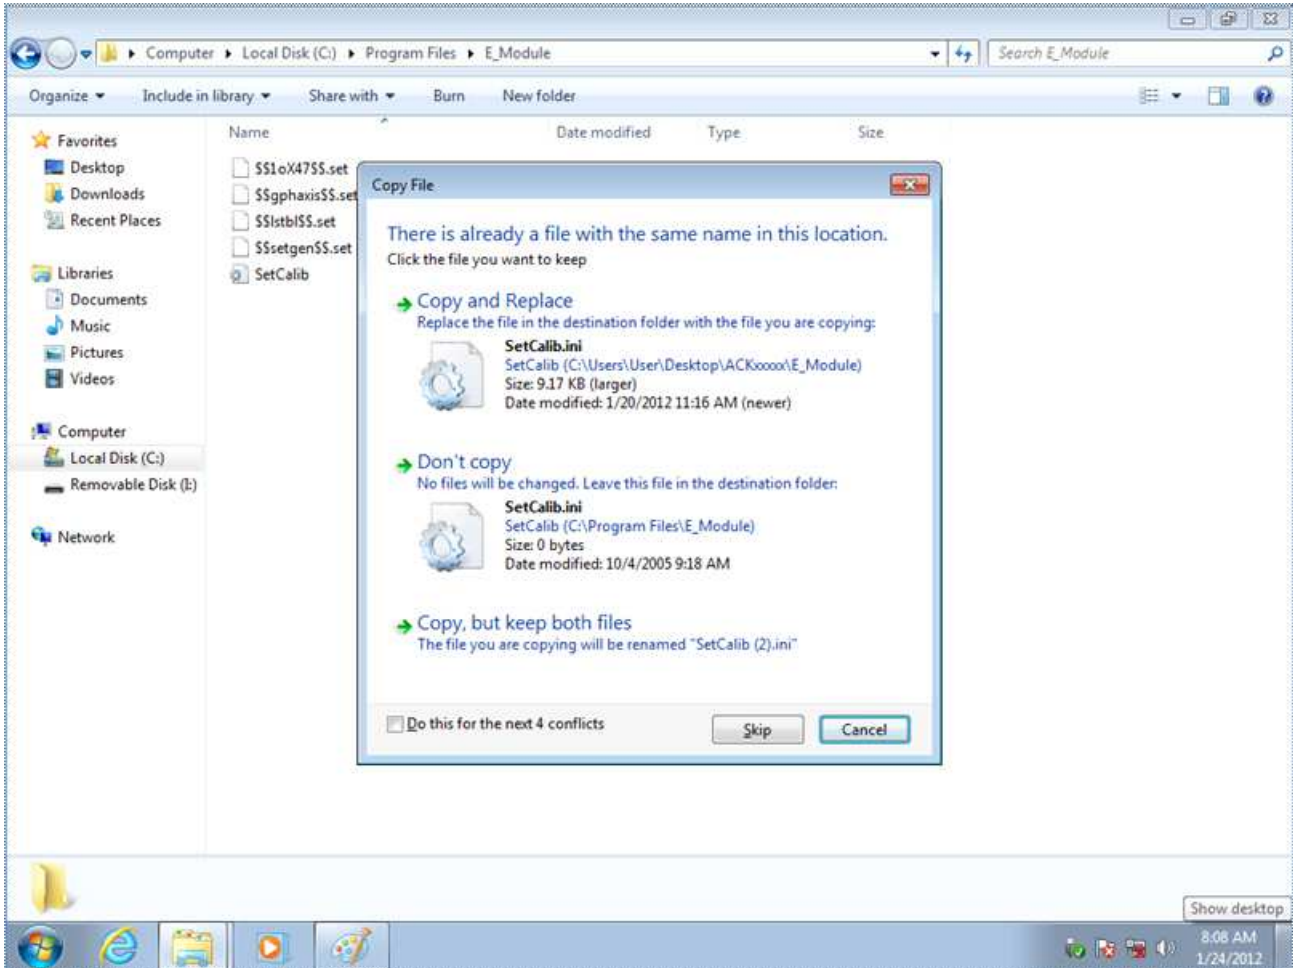 Computer ▸ Local Disk (C:) ▸ Program Files ▸ E_Module
Search E_Module
Organize
Include in library
Share with
Burn
New folder
Favorites
Desktop
Downloads
Recent Places
Libraries
Documents
Music
Pictures
Videos
Computer
Local Disk (C:)
Removable Disk (I:)
Network
Name
Date modified
Type
Size
$$1oX47$$.set
$$gphaxis$$.set
$$lstbl$$.set
$$setgen$$.set
SetCalib
Copy File
There is already a file with the same name in this location.
Click the file you want to keep
Copy and Replace
Replace the file in the destination folder with the file you are copying:
SetCalib.ini
SetCalib (C:\Users\User\Desktop\ACKxxxxx\E_Module)
Size: 9.17 KB (larger)
Date modified: 1/20/2012 11:16 AM (newer)
Don't copy
No files will be changed. Leave this file in the destination folder:
SetCalib.ini
SetCalib (C:\Program Files\E_Module)
Size: 0 bytes
Date modified: 10/4/2005 9:18 AM
Copy, but keep both files
The file you are copying will be renamed "SetCalib (2).ini"
Do this for the next 4 conflicts
Skip
Cancel
Show desktop
8:08 AM
1/24/2012